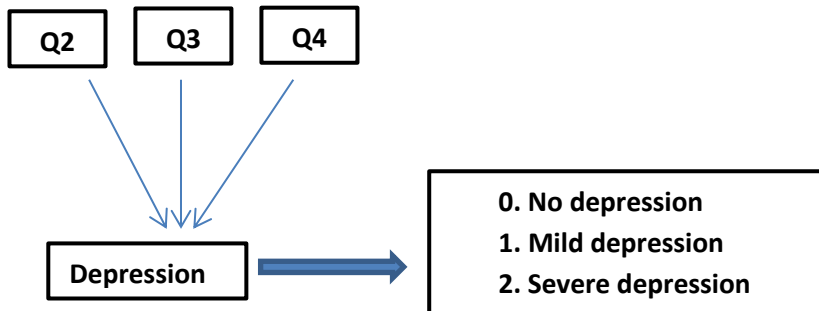 Q2
Q3
Q4
Depression
0. No depression
1. Mild depression
2. Severe depression